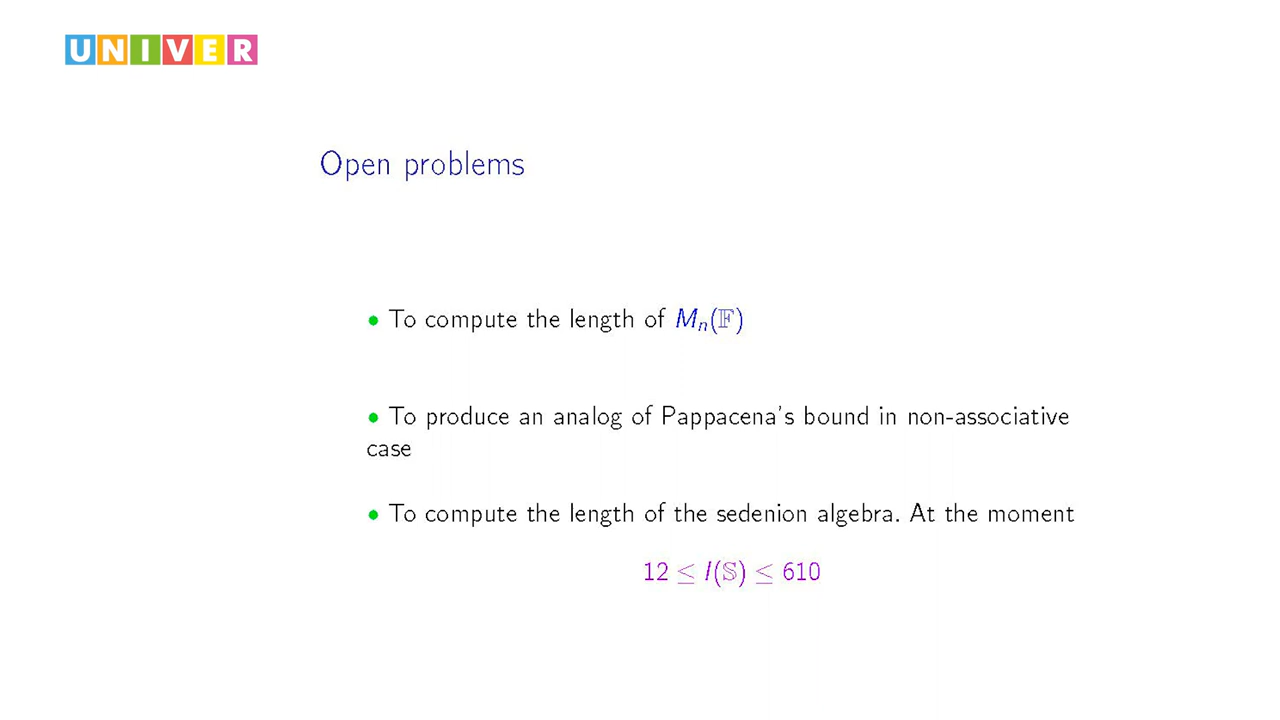 UNIVER
Open problems
• To compute the length of Mₙ(𝔽)
• To produce an analog of Pappacena's bound in non-associative
case
• To compute the length of the sedenion algebra. At the moment
12 ≤ l(𝕊) ≤ 610